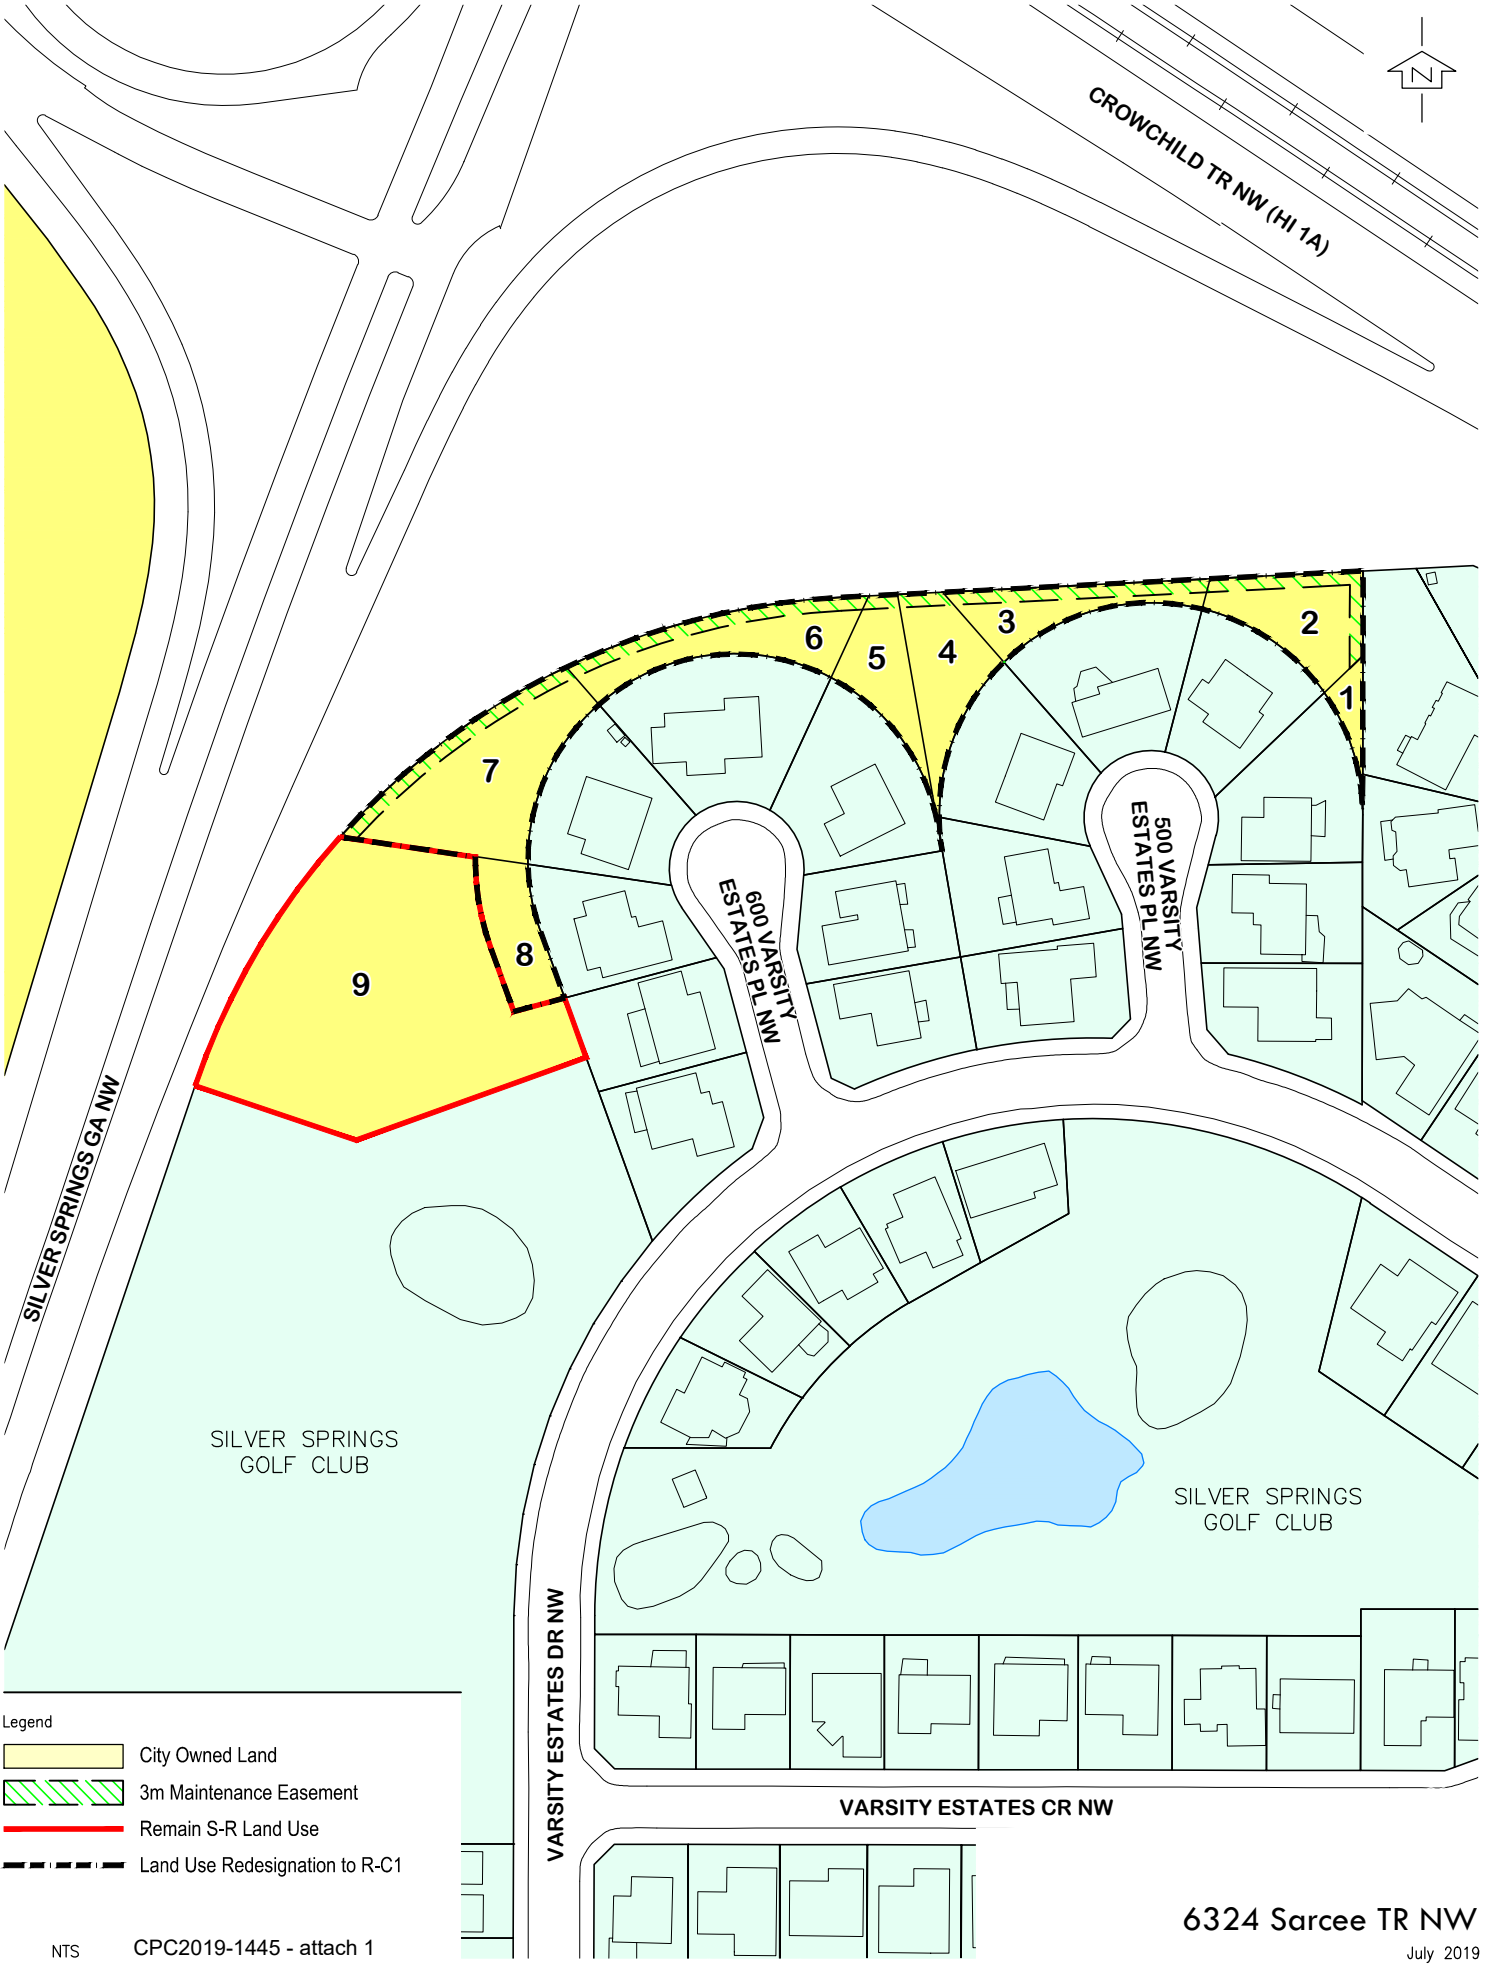 N
CROWCHILD TR NW (HI 1A)
1
2
3
4
5
6
7
8
9
500 VARSITY
ESTATES PL NW
600 VARSITY
ESTATES PL NW
SILVER SPRINGS GA NW
SILVER SPRINGS
GOLF CLUB
SILVER SPRINGS
GOLF CLUB
VARSITY ESTATES DR NW
VARSITY ESTATES CR NW
Legend
City Owned Land
3m Maintenance Easement
Remain S-R Land Use
Land Use Redesignation to R-C1
NTS
CPC2019-1445 - attach 1
6324 Sarcee TR NW
July 2019